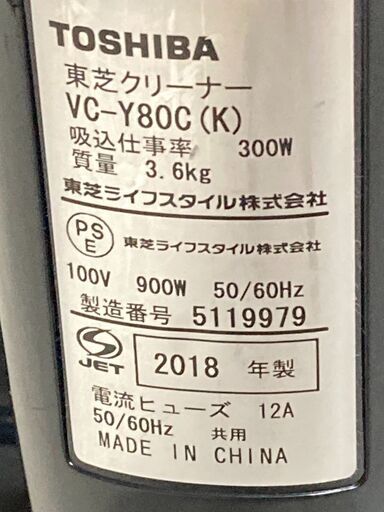 TOSHIBA
東芝クリーナー
VC-Y80C(K)
吸込仕事率 300W
質量 3.6kg
東芝ライフスタイル株式会社
PS
E
東芝ライフスタイル株式会社
100V 900W 50/60Hz
製造番号 5119979
S
JET
2018 年製
電流ヒューズ 12A
50/60Hz 共用
MADE IN CHINA